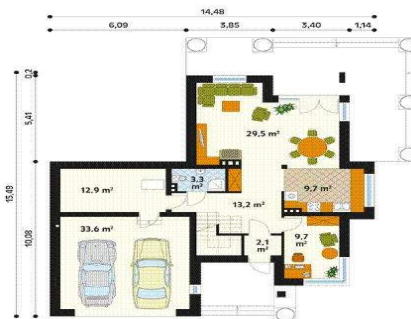 14,48
6,09 3,85 3,40 1,14
0,2
5,41
15,49
10,08
29,5 m²
3,3 m²
12,9 m²
9,7 m²
13,2 m²
33,6 m²
2,1 m²
9,7 m²